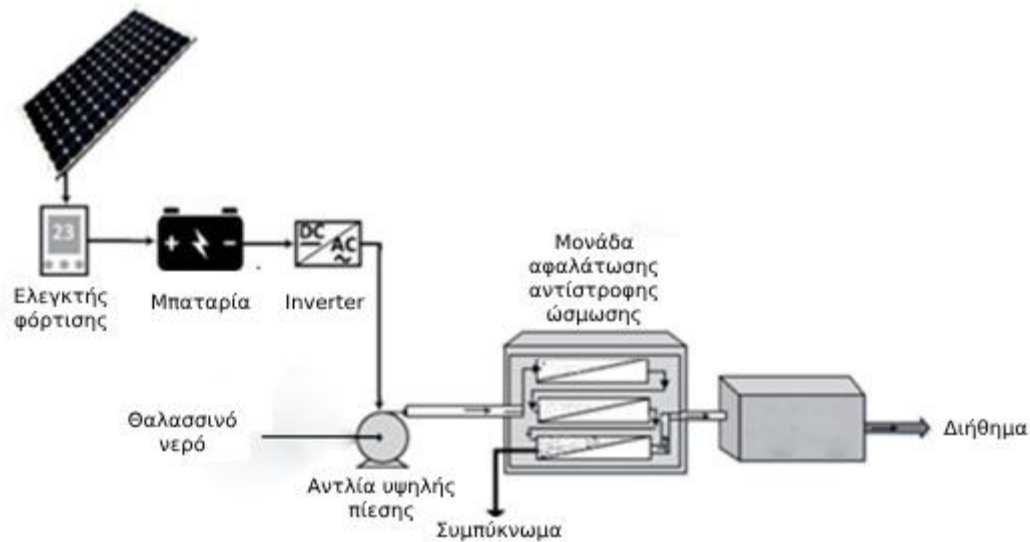 23
+ -
DC
AC
Ελεγκτής
φόρτισης
Μπαταρία
Inverter
Μονάδα
αφαλάτωσης
αντίστροφης
ώσμωσης
Θαλασσινό
νερό
Αντλία υψηλής
πίεσης
Συμπύκνωμα
Διήθημα